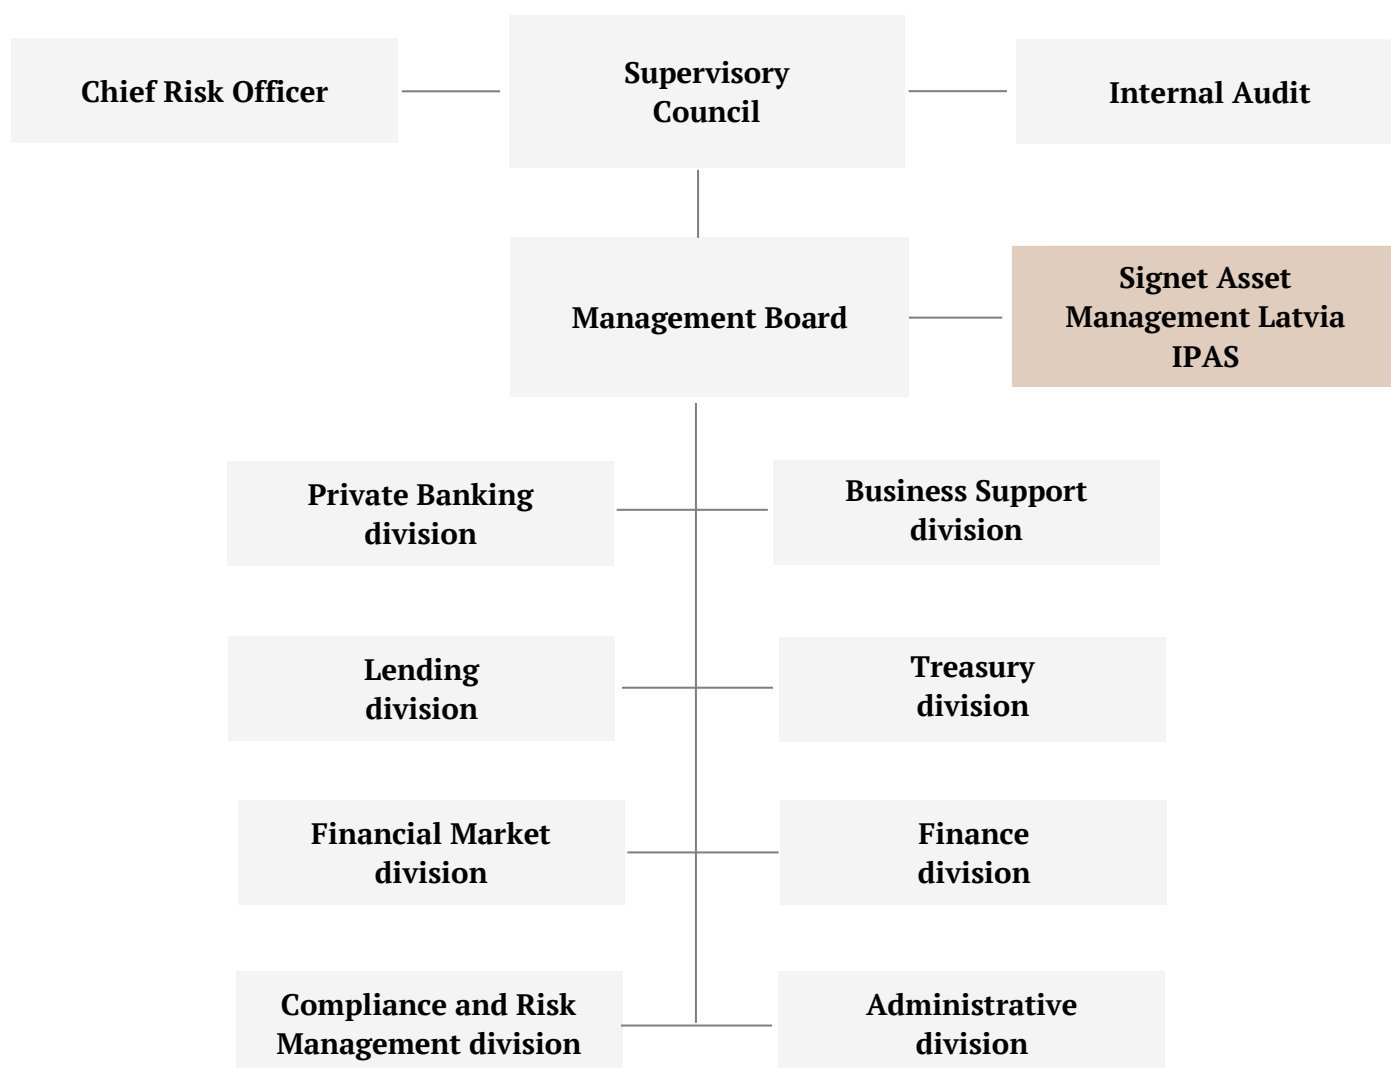 Chief Risk Officer
Supervisory
Council
Internal Audit
Management Board
Signet Asset
Management Latvia
IPAS
Private Banking
division
Business Support
division
Lending
division
Treasury
division
Financial Market
division
Finance
division
Compliance and Risk
Management division
Administrative
division